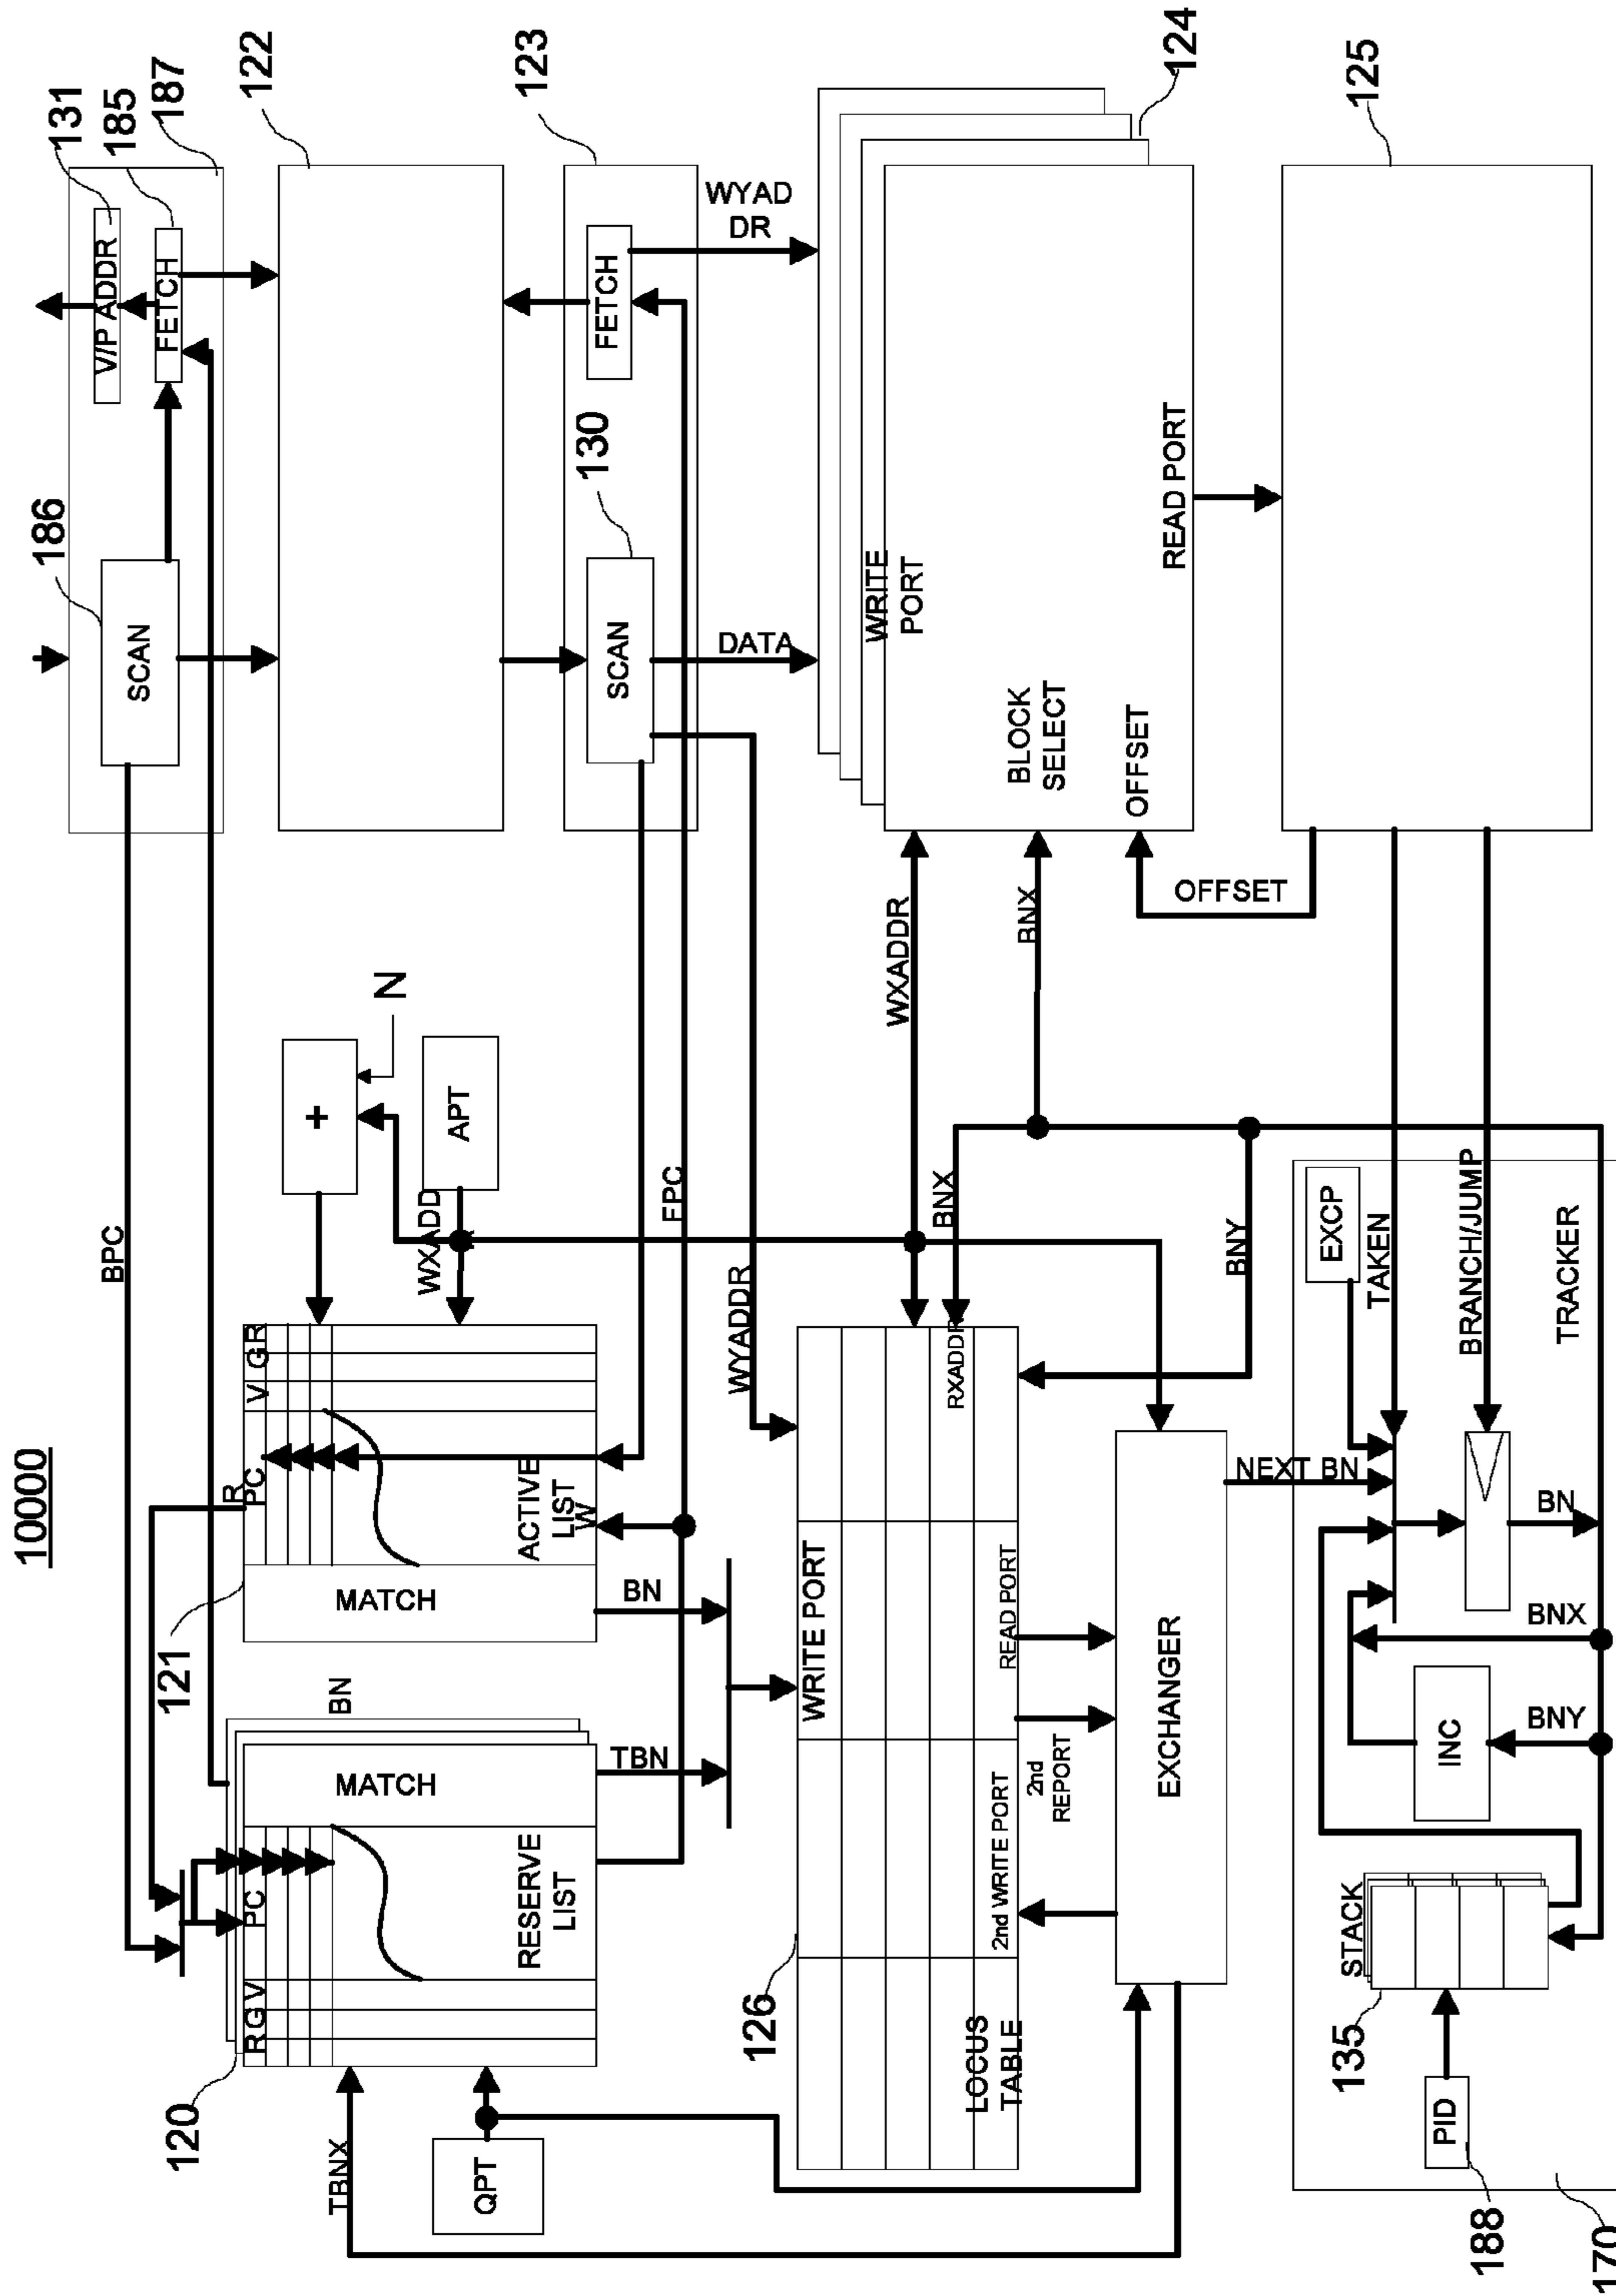 10000
131
185
187
122
123
124
125
186
SCAN
V/P ADDR
FETCH
130
SCAN
FETCH
WYAD
DR
DATA
WRITE
PORT
BLOCK
SELECT
OFFSET
READ PORT
OFFSET
BPC
N
+
APT
WXADD
FPC
WXADDR
BNX
BNX
BNY
WYADDR
121
R
PC
V
GR
MATCH
ACTIVE
LIST
W
BN
BN
120
R G V
PC
MATCH
RESERVE
LIST
TBN
TBNX
QPT
126
WRITE PORT
RXADDR
READ PORT
2nd WRITE PORT
2nd
REPORT
LOCUS
TABLE
EXCHANGER
NEXT BN
EXCP
TAKEN
BRANCH/JUMP
TRACKER
BN
BNX
BNY
INC
STACK
135
PID
188
170